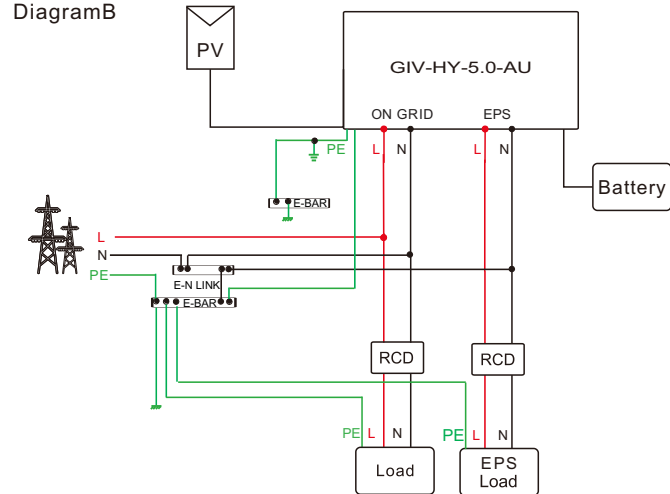 DiagramB
PV
GIV-HY-5.0-AU
ON GRID EPS
PE L N L N
E-BAR
Battery
L
N
PE
E-N LINK
E-BAR
RCD RCD
PE L N PE L N
Load
EPS
Load